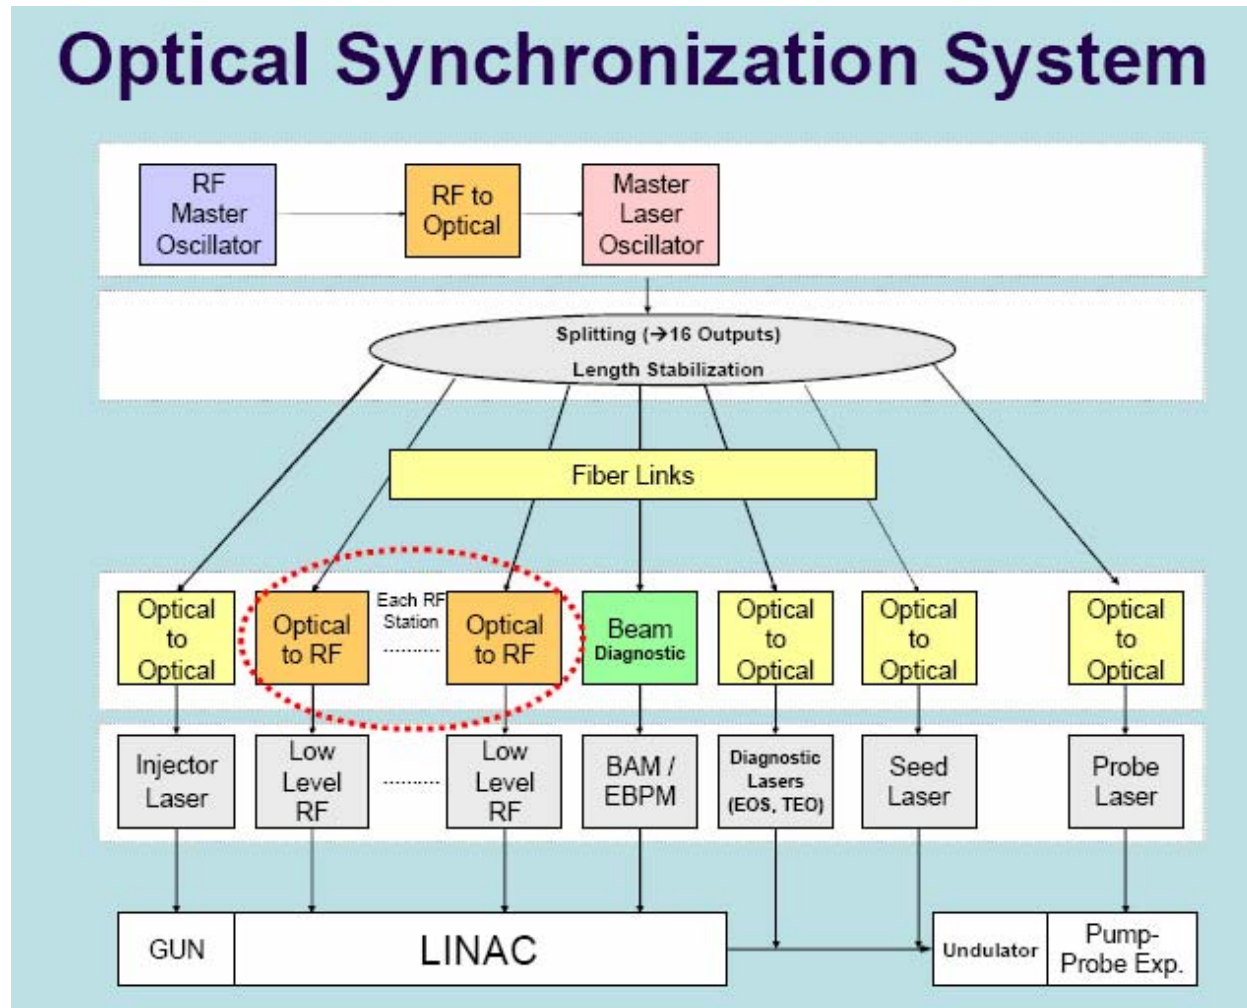 Optical Synchronization System
RF
Master
Oscillator
RF to
Optical
Master
Laser
Oscillator
Splitting (→16 Outputs)
Length Stabilization
Fiber Links
Optical
to
Optical
Optical
to RF
Each RF
Station
..........
Optical
to RF
Beam
Diagnostic
Optical
to
Optical
Optical
to
Optical
Optical
to
Optical
Injector
Laser
Low
Level
RF
..........
Low
Level
RF
BAM /
EBPM
Diagnostic
Lasers
(EOS, TEO)
Seed
Laser
Probe
Laser
GUN
LINAC
Undulator
Pump-
Probe Exp.